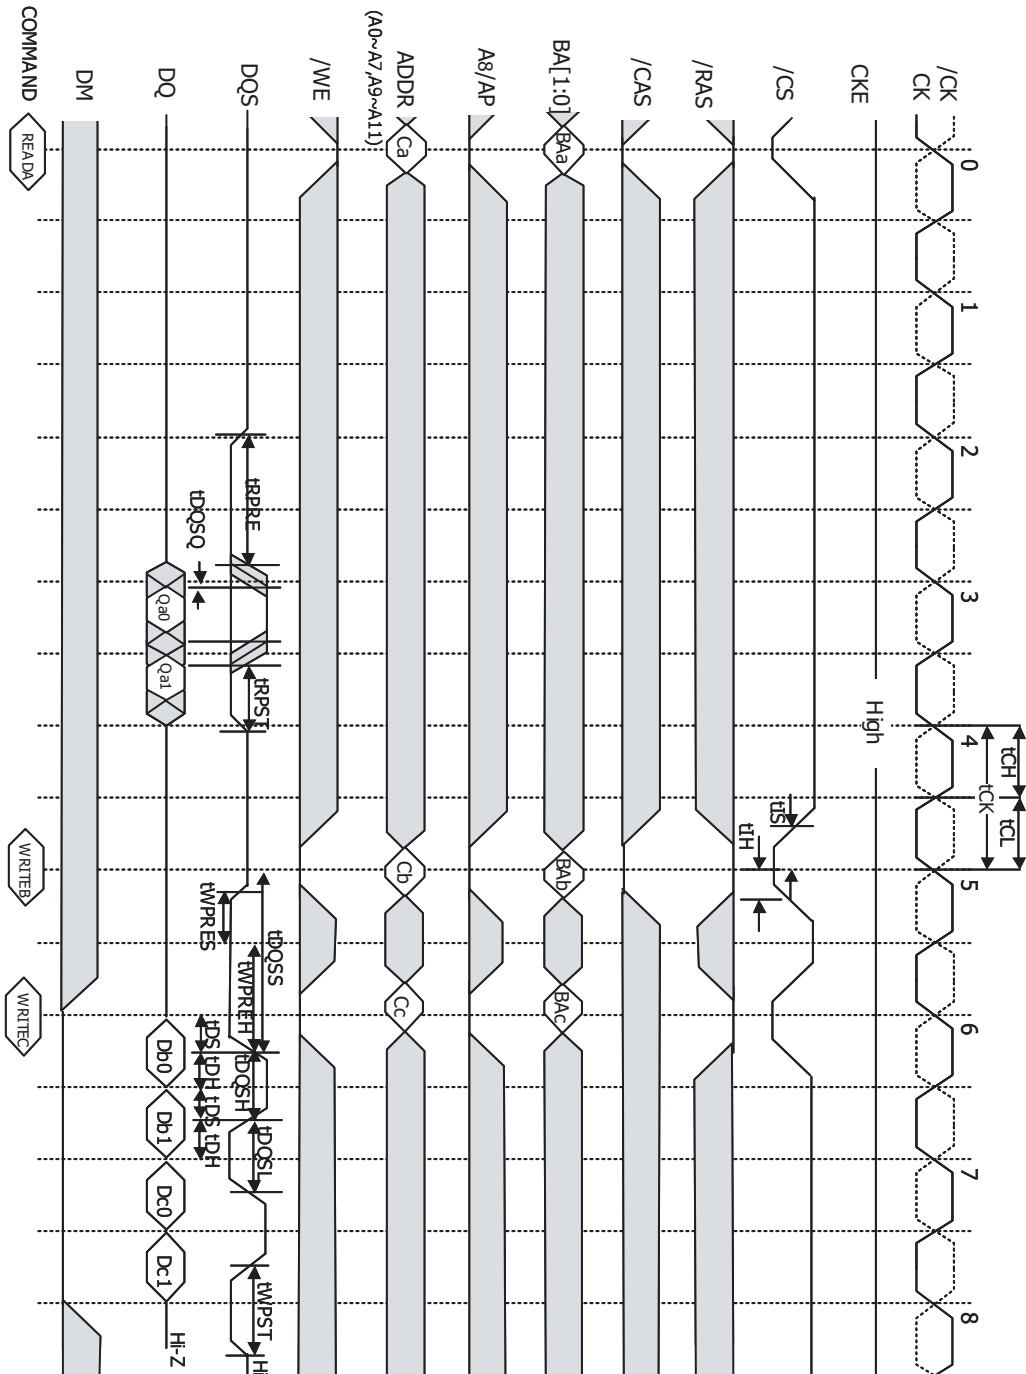 0 1 2 3 4 5 6 7 8
tCH tCL
tCK
/CK
CK
CKE
High
/CS
tIS
tIH
/RAS
/CAS
BA[1:0]
BAa BAb BAc
A8/AP
ADDR
(A0~A7,A9~A11)
Ca Cb Cc
/WE
DQS
tRPRE
tRPST
tDQSS
tWPREH
tWPRES
tDQSH
tDQSL
tWPST
Hi
tDQSQ
tDS tDH tDS tDH
DQ
Qa0 Qa1 Db0 Db1 Dc0 Dc1
Hi-Z
DM
COMMAND
READA WRITEB WRITEC